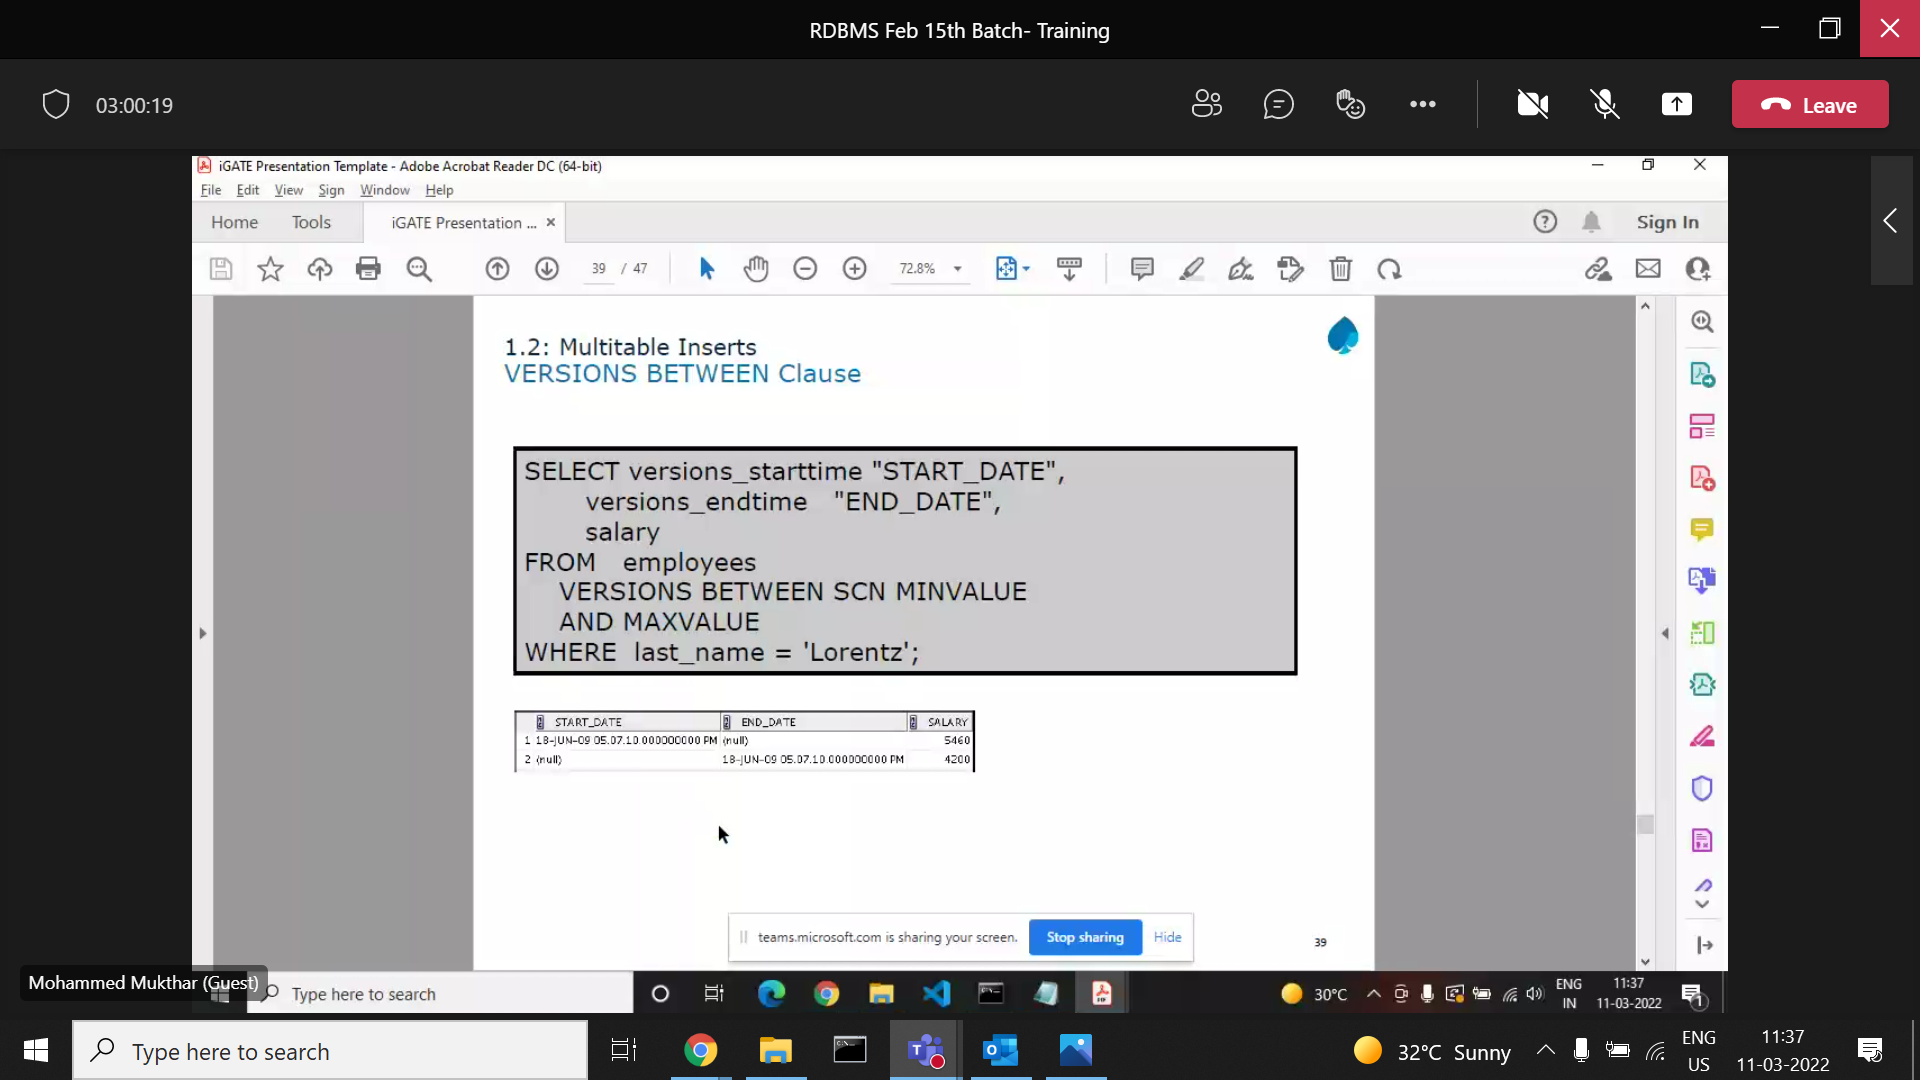 RDBMS Feb 15th Batch- Training
03:00:19
Leave
iGATE Presentation Template - Adobe Acrobat Reader DC (64-bit)
File Edit View Sign Window Help
Home Tools iGATE Presentation ... × Sign In
39 / 47 72.8%
1.2: Multitable Inserts
VERSIONS BETWEEN Clause
SELECT versions_starttime "START_DATE",
versions_endtime "END_DATE",
salary
FROM employees
VERSIONS BETWEEN SCN MINVALUE
AND MAXVALUE
WHERE last_name = 'Lorentz';
START_DATE END_DATE SALARY
1 18-JUN-09 05.07.10.000000000 PM (null) 5460
2 (null) 18-JUN-09 05.07.10.000000000 PM 4200
teams.microsoft.com is sharing your screen. Stop sharing Hide
39
Mohammed Mukthar (Guest)
Type here to search 30°C ENG IN 11:37 11-03-2022 1
Type here to search 32°C Sunny ENG US 11:37 11-03-2022